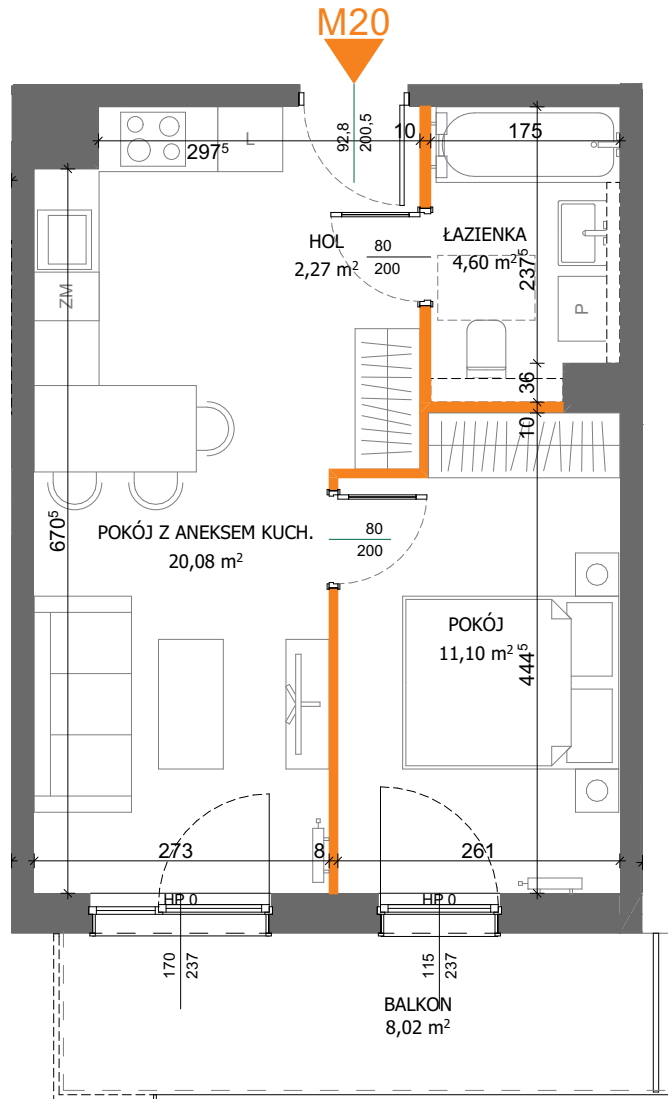 M20
92,8
200,5
10
175
297⁵
L
HOL
2,27 m²
80
200
ŁAZIENKA
4,60 m²
237⁵
ZM
P
36
10
670⁵
POKÓJ Z ANEKSEM KUCH.
20,08 m²
80
200
POKÓJ
11,10 m²
444⁵
273
8
261
HP 0
HP 0
170
237
115
237
BALKON
8,02 m²